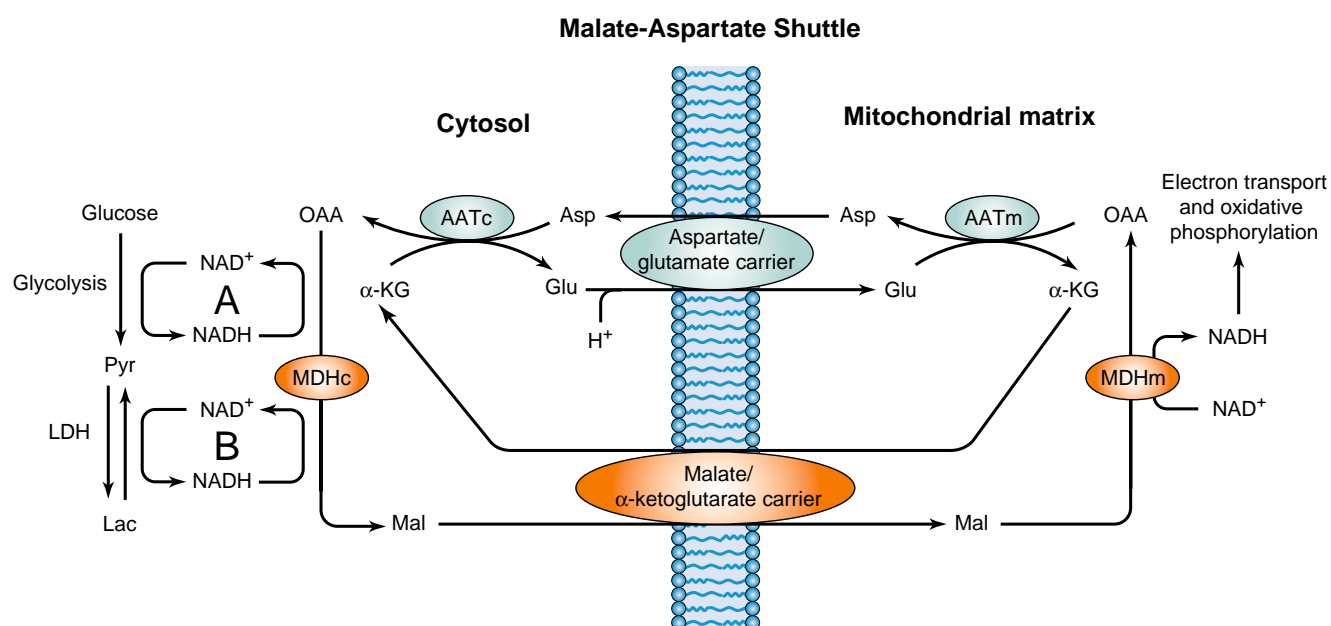 Malate-Aspartate Shuttle
Cytosol
Mitochondrial matrix
Electron transport
and oxidative
phosphorylation
Glucose
OAA
AATc
Asp
Asp
AATm
OAA
Aspartate/
glutamate carrier
NAD+
Glycolysis
A
α-KG
Glu
Glu
α-KG
NADH
H+
NADH
Pyr
MDHc
MDHm
NAD+
NAD+
LDH
B
NADH
Malate/
α-ketoglutarate carrier
Lac
Mal
Mal